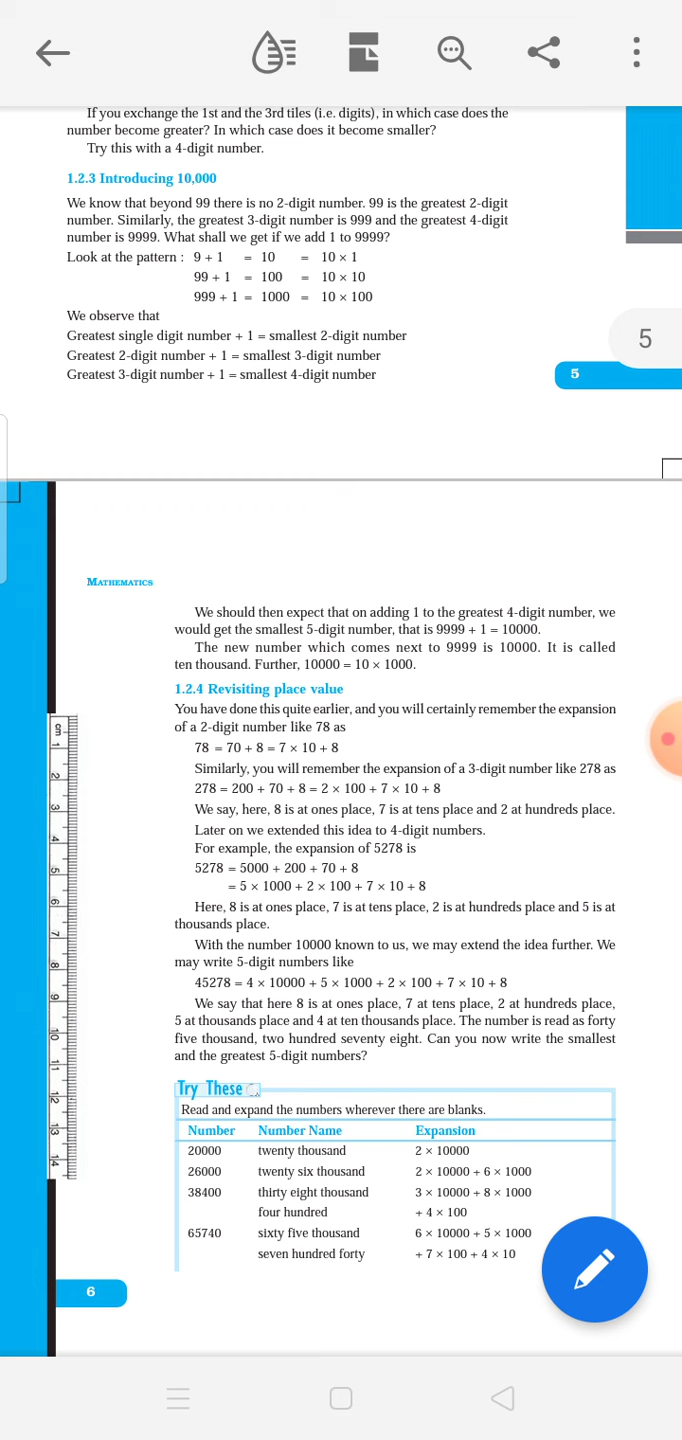 If you exchange the 1st and the 3rd tiles (i.e. digits), in which case does the
number become greater? In which case does it become smaller?
Try this with a 4-digit number.
1.2.3 Introducing 10,000
We know that beyond 99 there is no 2-digit number. 99 is the greatest 2-digit
number. Similarly, the greatest 3-digit number is 999 and the greatest 4-digit
number is 9999. What shall we get if we add 1 to 9999?
Look at the pattern : 9 + 1 = 10 = 10 × 1
99 + 1 = 100 = 10 × 10
999 + 1 = 1000 = 10 × 100
We observe that
Greatest single digit number + 1 = smallest 2-digit number
Greatest 2-digit number + 1 = smallest 3-digit number
Greatest 3-digit number + 1 = smallest 4-digit number
5
5
MATHEMATICS
We should then expect that on adding 1 to the greatest 4-digit number, we
would get the smallest 5-digit number, that is 9999 + 1 = 10000.
The new number which comes next to 9999 is 10000. It is called
ten thousand. Further, 10000 = 10 × 1000.
1.2.4 Revisiting place value
You have done this quite earlier, and you will certainly remember the expansion
of a 2-digit number like 78 as
78 = 70 + 8 = 7 × 10 + 8
Similarly, you will remember the expansion of a 3-digit number like 278 as
278 = 200 + 70 + 8 = 2 × 100 + 7 × 10 + 8
We say, here, 8 is at ones place, 7 is at tens place and 2 at hundreds place.
Later on we extended this idea to 4-digit numbers.
For example, the expansion of 5278 is
5278 = 5000 + 200 + 70 + 8
= 5 × 1000 + 2 × 100 + 7 × 10 + 8
Here, 8 is at ones place, 7 is at tens place, 2 is at hundreds place and 5 is at
thousands place.
With the number 10000 known to us, we may extend the idea further. We
may write 5-digit numbers like
45278 = 4 × 10000 + 5 × 1000 + 2 × 100 + 7 × 10 + 8
We say that here 8 is at ones place, 7 at tens place, 2 at hundreds place,
5 at thousands place and 4 at ten thousands place. The number is read as forty
five thousand, two hundred seventy eight. Can you now write the smallest
and the greatest 5-digit numbers?
cm 1 2 3 4 5 6 7 8 9 10 11 12 13 14
Try These
Read and expand the numbers wherever there are blanks.
Number Number Name Expansion
20000 twenty thousand 2 × 10000
26000 twenty six thousand 2 × 10000 + 6 × 1000
38400 thirty eight thousand 3 × 10000 + 8 × 1000
four hundred + 4 × 100
65740 sixty five thousand 6 × 10000 + 5 × 1000
seven hundred forty + 7 × 100 + 4 × 10
6